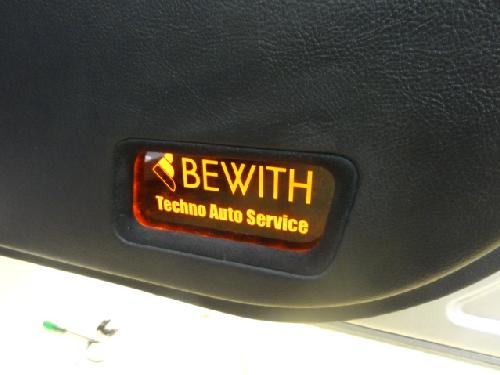 BEWITH
Techno Auto Service